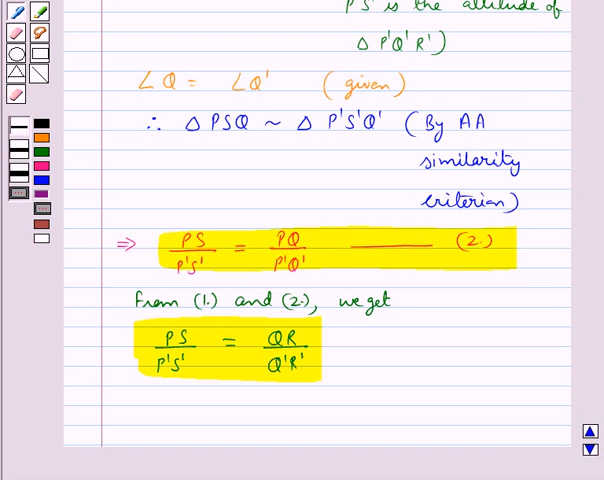 P'S' is the altitude of
Δ P'Q'R')
∠Q = ∠Q' (given)
∴ Δ PSQ ~ Δ P'S'Q' (By AA
similarity
criterian)
⇒ PS/P'S' = PQ/P'Q' ——— (2.)
From (1.) and (2.), we get
PS/P'S' = QR/Q'R'